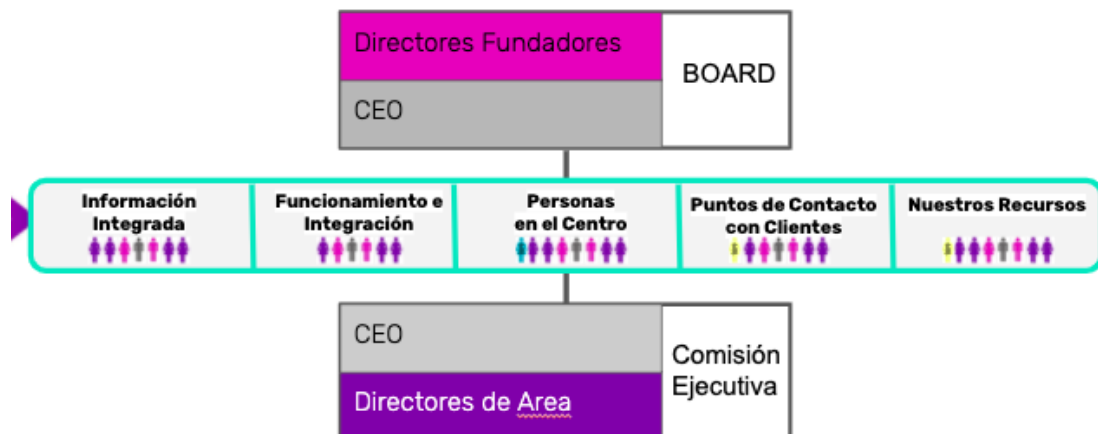 Directores Fundadores
BOARD
CEO
Información
Integrada
Funcionamiento e
Integración
Personas
en el Centro
Puntos de Contacto
con Clientes
Nuestros Recursos
CEO
Comisión
Ejecutiva
Directores de Area